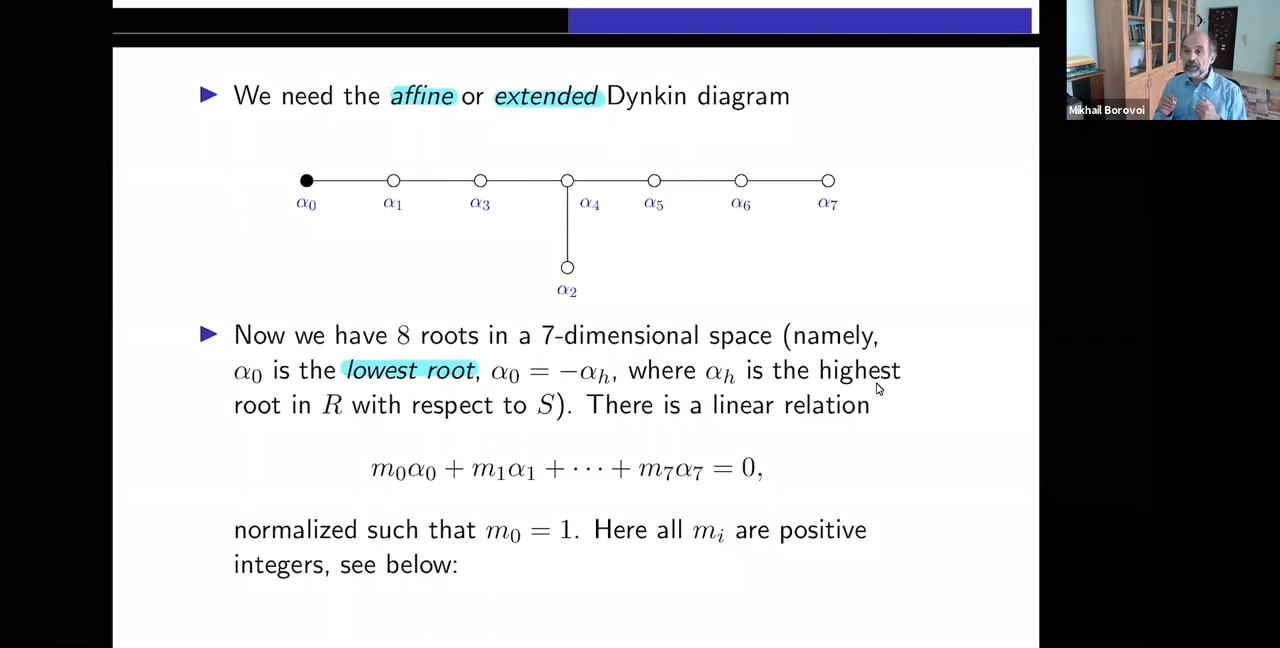 We need the affine or extended Dynkin diagram
α₀ α₁ α₃ α₄ α₅ α₆ α₇
α₂
Now we have 8 roots in a 7-dimensional space (namely,
α₀ is the lowest root, α₀ = −αₕ, where αₕ is the highest
root in R with respect to S). There is a linear relation
m₀α₀ + m₁α₁ + ⋯ + m₇α₇ = 0,
normalized such that m₀ = 1. Here all mᵢ are positive
integers, see below:
Mikhail Borovoi